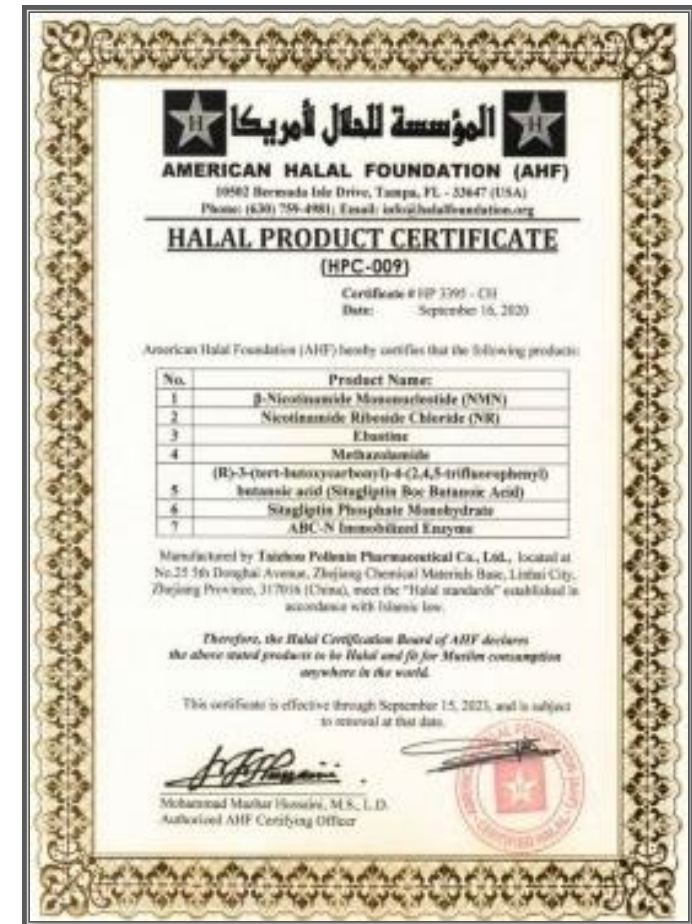 المؤسسة للحلال لأمريكا
AMERICAN HALAL FOUNDATION (AHF)
10502 Bermuda Isle Drive, Tampa, FL - 33647 (USA)
Phone: (630) 759-4981; Email: info@halalfoundation.org
HALAL PRODUCT CERTIFICATE
(HPC-009)
Certificate # HP 3395 - CH
Date: September 16, 2020
American Halal Foundation (AHF) hereby certifies that the following products:
No. Product Name:
1 β-Nicotinamide Mononucleotide (NMN)
2 Nicotinamide Riboside Chloride (NR)
3 Ebastine
4 Methazolamide
(R)-3-(tert-butoxycarbonyl)-4-(2,4,5-trifluorophenyl)
5 butanoic acid (Sitagliptin Boc Butanoic Acid)
6 Sitagliptin Phosphate Monohydrate
7 ABC-N Immobilized Enzyme
Manufactured by Taizhou Pollenin Pharmaceutical Co., Ltd., located at
No.25 5th Donghai Avenue, Zhejiang Chemical Materials Base, Linhai City,
Zhejiang Province, 317016 (China), meet the "Halal standards" established in
accordance with Islamic law.
Therefore, the Halal Certification Board of AHF declares
the above stated products to be Halal and fit for Muslim consumption
anywhere in the world.
This certificate is effective through September 15, 2023, and is subject
to renewal at that date.
Mohammad Mazhar Hussaini, M.S., L.D.
Authorized AHF Certifying Officer
CERTIFIED HALAL